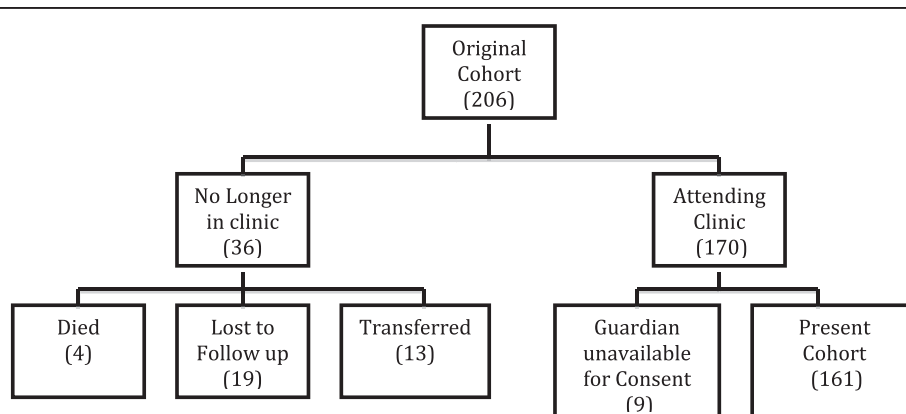 Original
Cohort
(206)
No Longer
in clinic
(36)
Attending
Clinic
(170)
Died
(4)
Lost to
Follow up
(19)
Transferred
(13)
Guardian
unavailable
for Consent
(9)
Present
Cohort
(161)